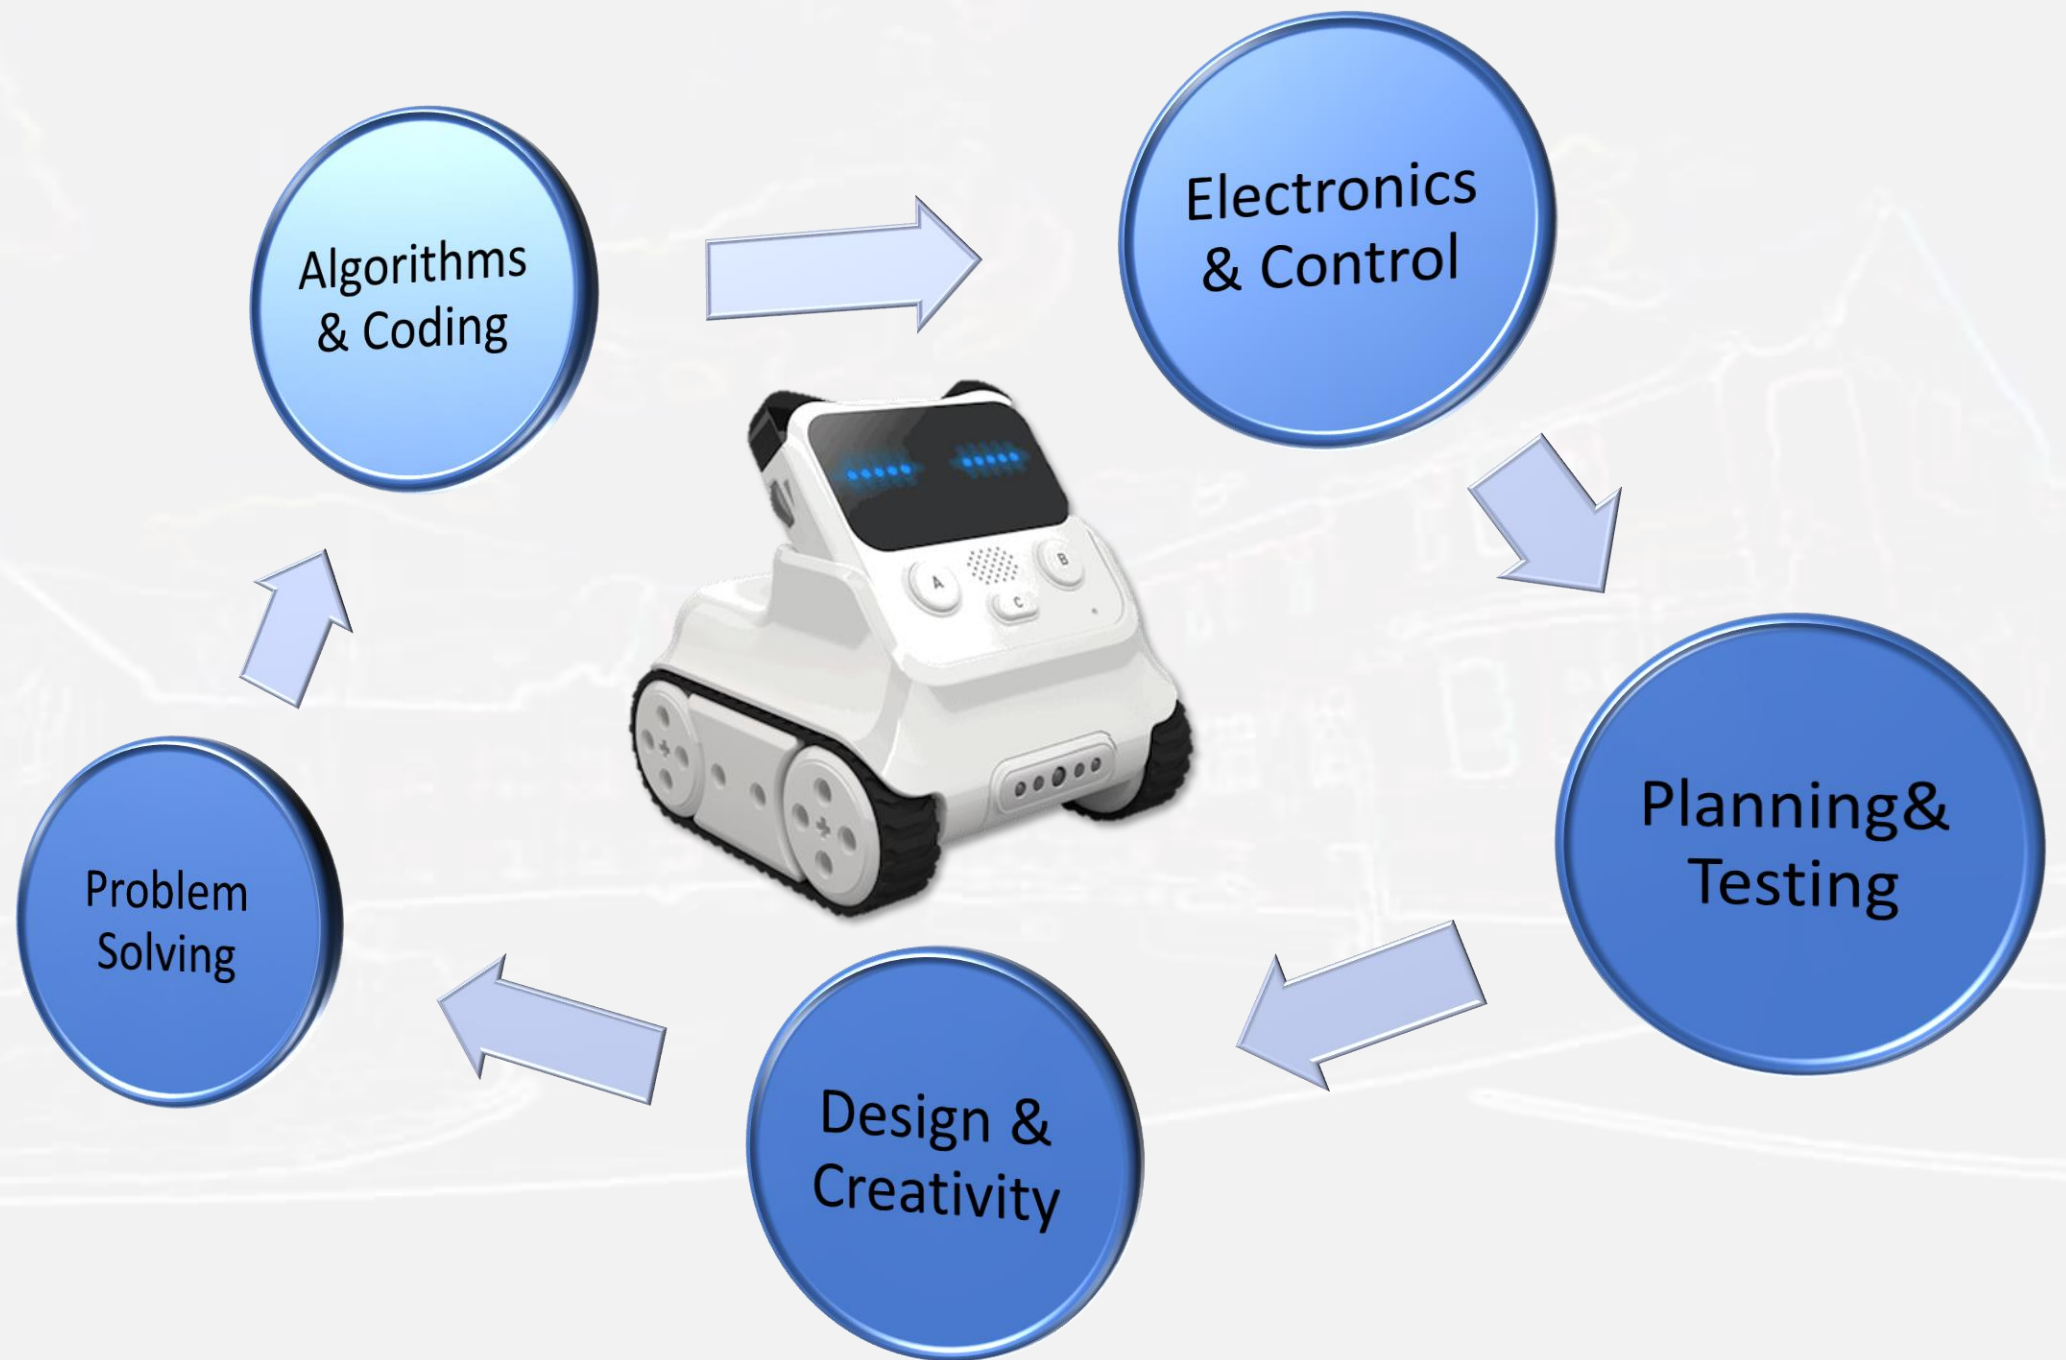 Algorithms
& Coding
Electronics
& Control
Planning&
Testing
Design &
Creativity
Problem
Solving
A
B
C